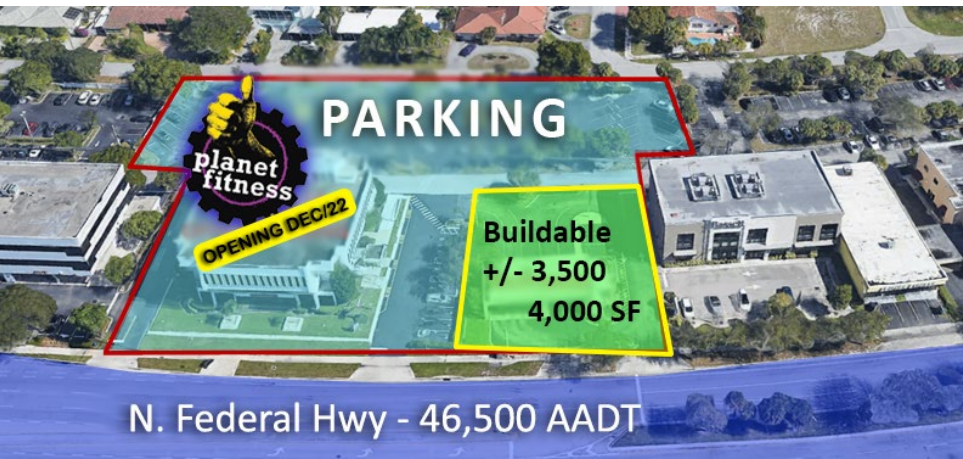 PARKING
planet
fitness
OPENING DEC/22
Buildable
+/- 3,500
4,000 SF
N. Federal Hwy - 46,500 AADT